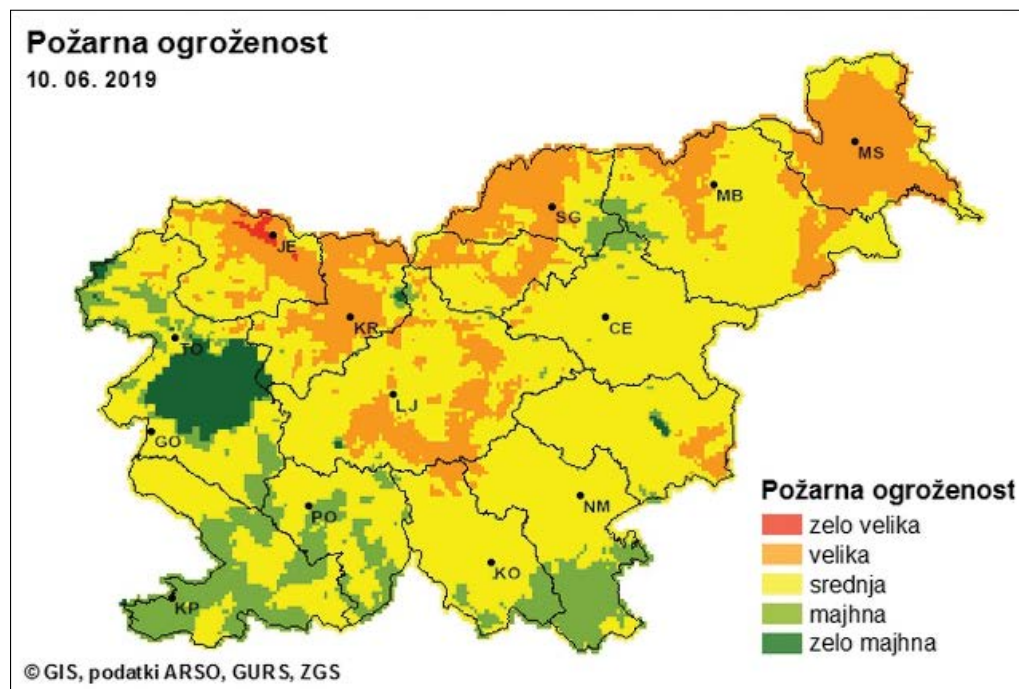 Požarna ogroženost
10. 06. 2019
MS
MB
SG
JE
KR
CE
TO
LJ
GO
NM
PO
KO
KP
Požarna ogroženost
zelo velika
velika
srednja
majhna
zelo majhna
© GIS, podatki ARSO, GURS, ZGS